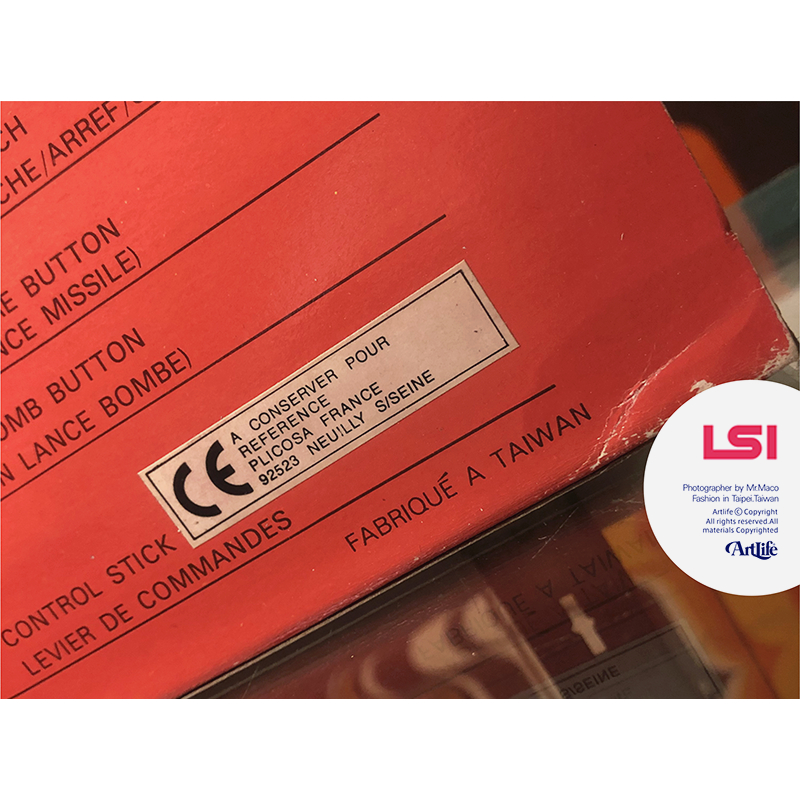 CHE/ARREF/
BUTTON
MISSILE)
BUTTON
LANCE BOMBE)
A CONSERVER POUR
REFERENCE
PLICOSA FRANCE
92523 NEUILLY S/SEINE
CE
CONTROL STICK
LEVIER DE COMMANDES
FABRIQUÉ A TAIWAN
LSI
Photographer by Mr.Maco
Fashion in Taipei.Taiwan
Artlife © Copyright
All rights reserved.All
materials Copyrighted
ArtLife